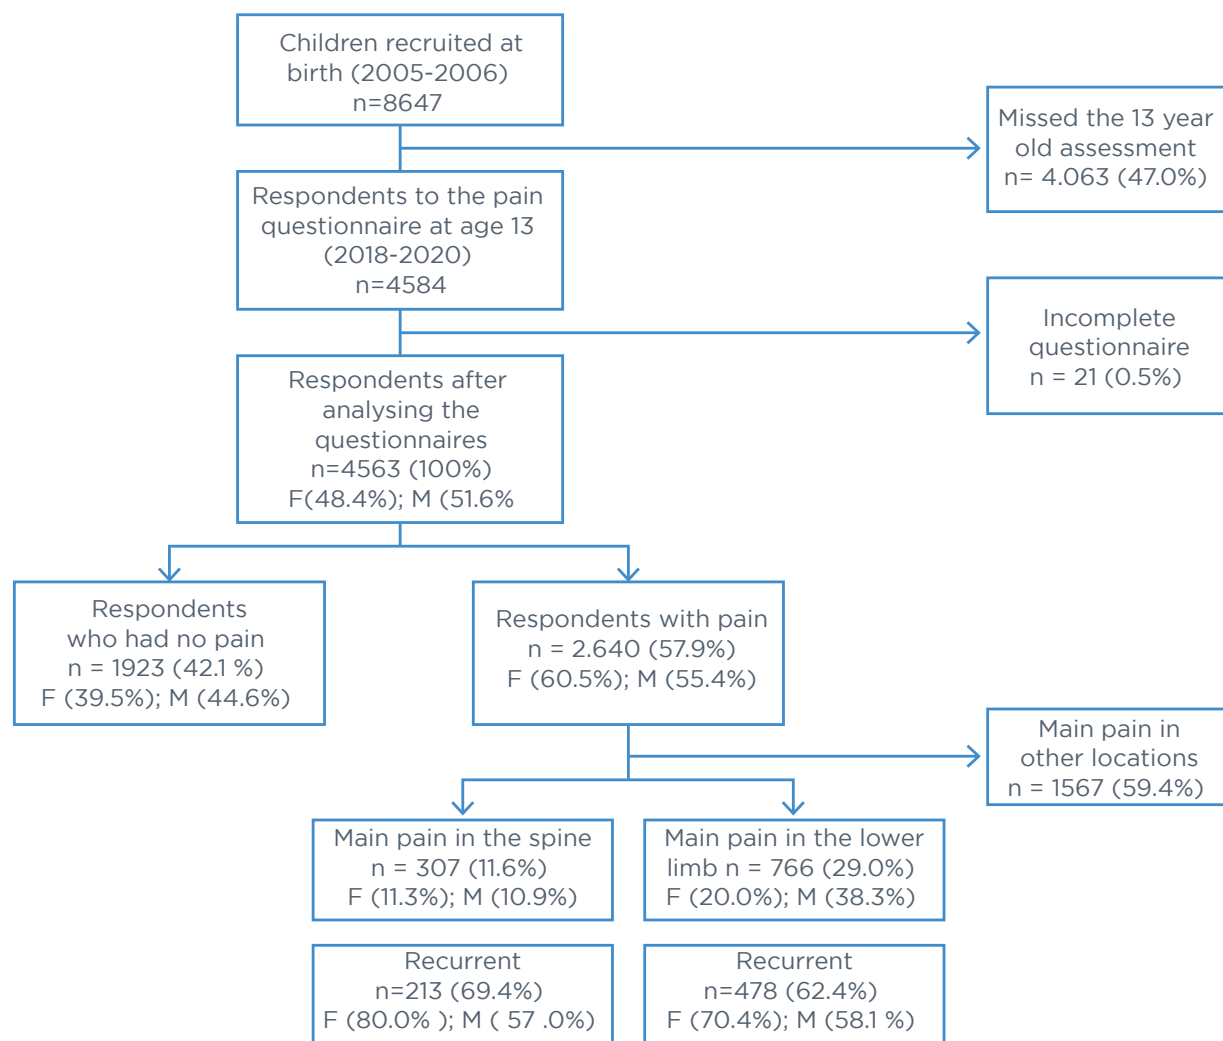 Children recruited at
birth (2005-2006)
n=8647
Missed the 13 year
old assessment
n= 4.063 (47.0%)
Respondents to the pain
questionnaire at age 13
(2018-2020)
n=4584
Incomplete
questionnaire
n = 21 (0.5%)
Respondents after
analysing the
questionnaires
n=4563 (100%)
F(48.4%); M (51.6%
Respondents
who had no pain
n = 1923 (42.1 %)
F (39.5%); M (44.6%)
Respondents with pain
n = 2.640 (57.9%)
F (60.5%); M (55.4%)
Main pain in
other locations
n = 1567 (59.4%)
Main pain in the spine
n = 307 (11.6%)
F (11.3%); M (10.9%)
Main pain in the lower
limb n = 766 (29.0%)
F (20.0%); M (38.3%)
Recurrent
n=213 (69.4%)
F (80.0% ); M ( 57 .0%)
Recurrent
n=478 (62.4%)
F (70.4%); M (58.1 %)